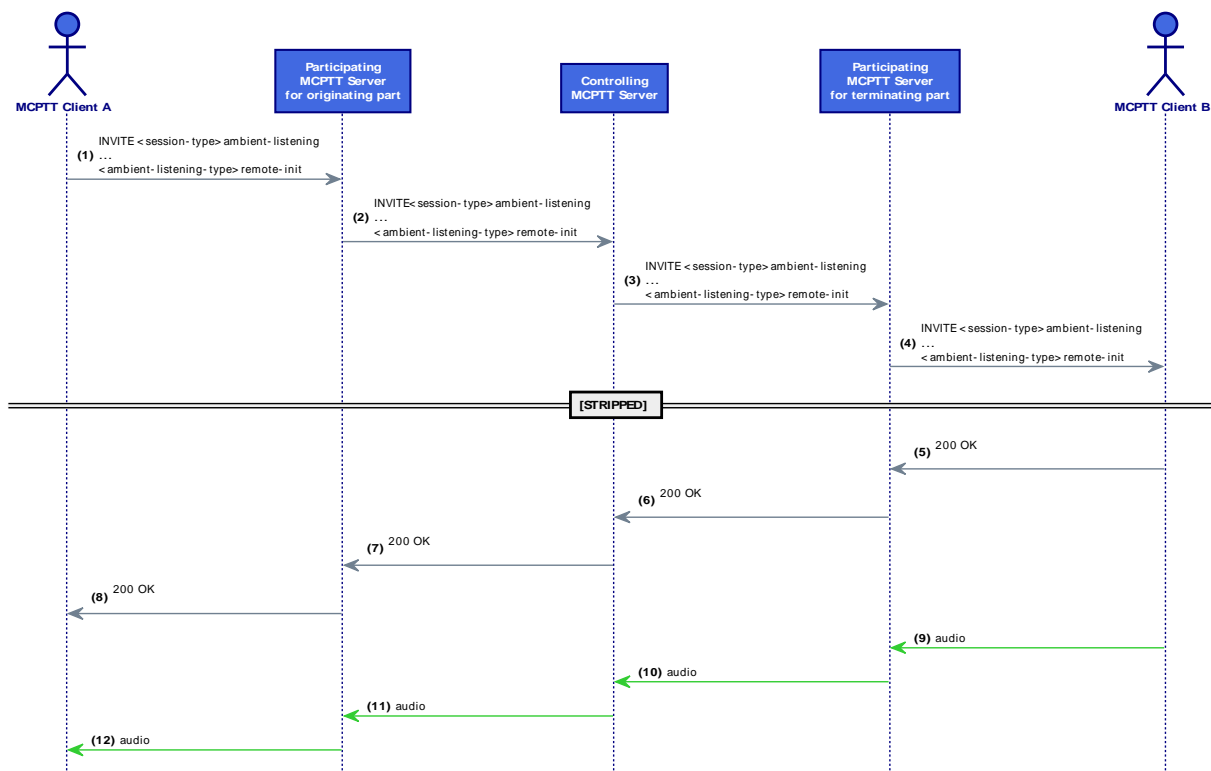 MCPTT Client A
Participating
MCPTT Server
for originating part
Controlling
MCPTT Server
Participating
MCPTT Server
for terminating part
MCPTT Client B
INVITE <session-type> ambient-listening
(1) ...
<ambient-listening-type> remote-init
INVITE<session-type> ambient-listening
(2) ...
<ambient-listening-type> remote-init
INVITE <session-type> ambient-listening
(3) ...
<ambient-listening-type> remote-init
INVITE <session-type> ambient-listening
(4) ...
<ambient-listening-type> remote-init
[STRIPPED]
(5) 200 OK
(6) 200 OK
(7) 200 OK
(8) 200 OK
(9) audio
(10) audio
(11) audio
(12) audio